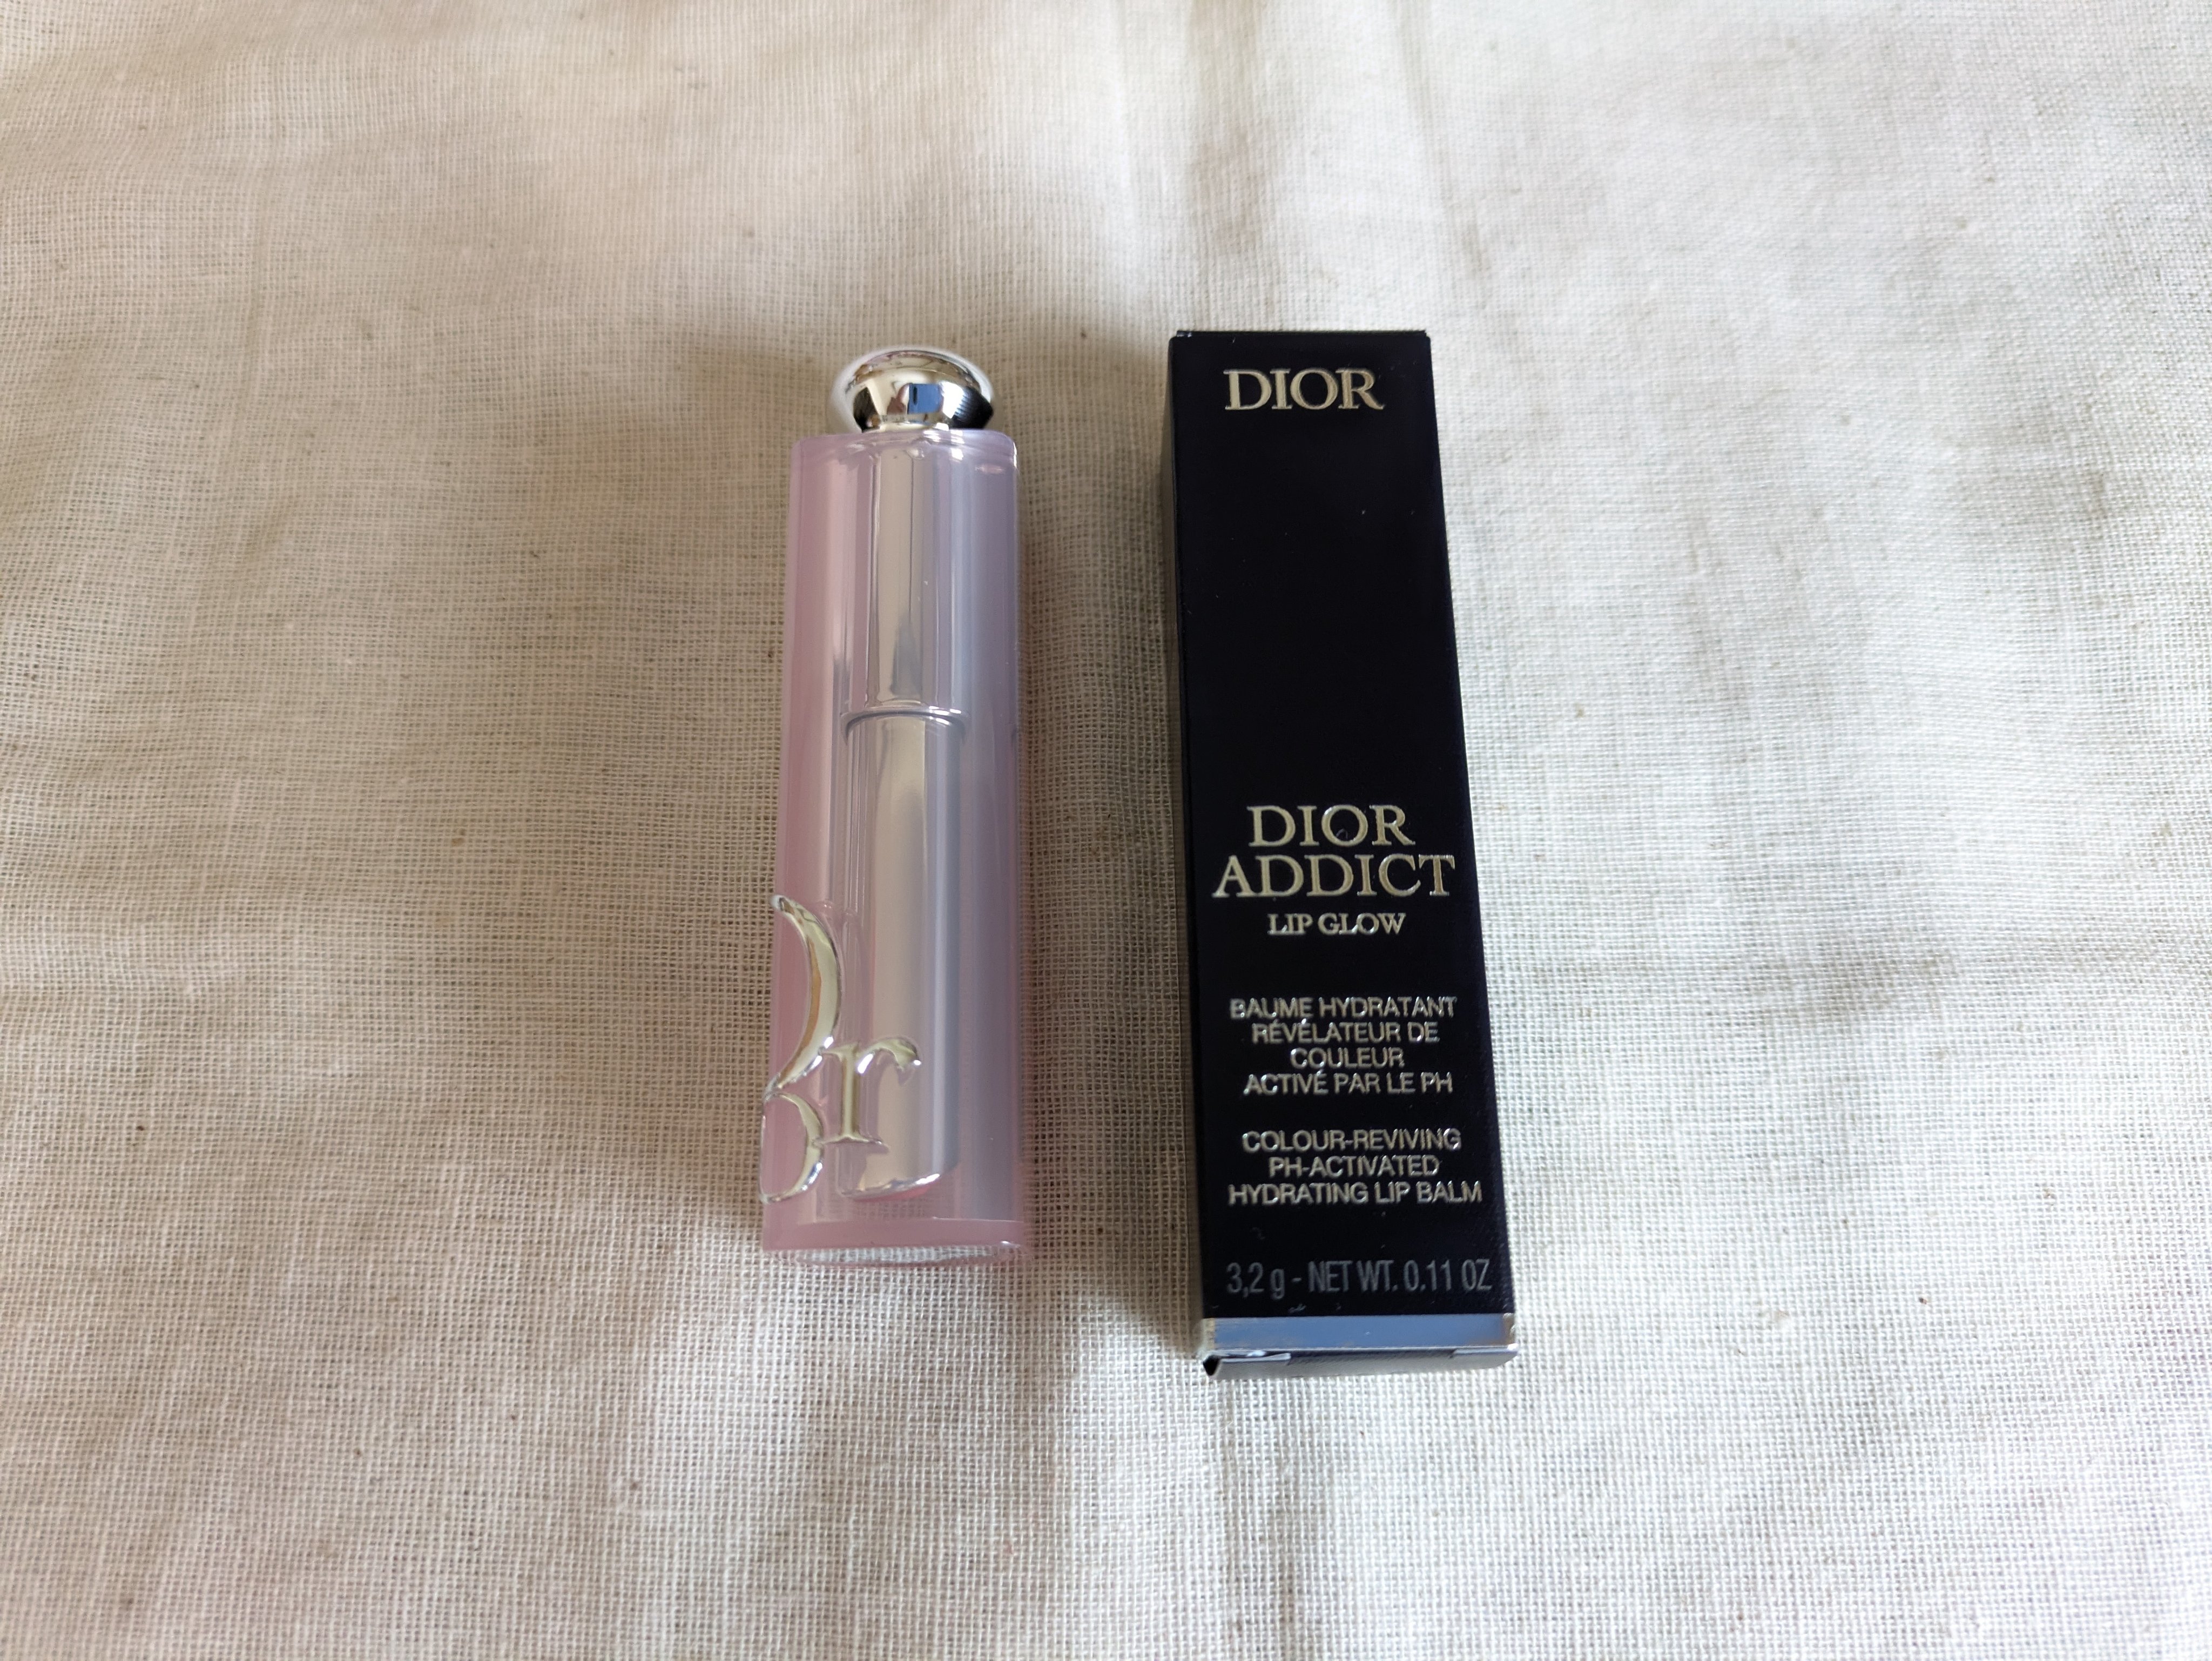 DIOR
DIOR
ADDICT
LIP GLOW
BAUME HYDRATANT
RÉVÉLATEUR DE
COULEUR
ACTIVÉ PAR LE PH
COLOUR-REVIVING
PH-ACTIVATED
HYDRATING LIP BALM
3,2 g - NET WT. 0.11 OZ